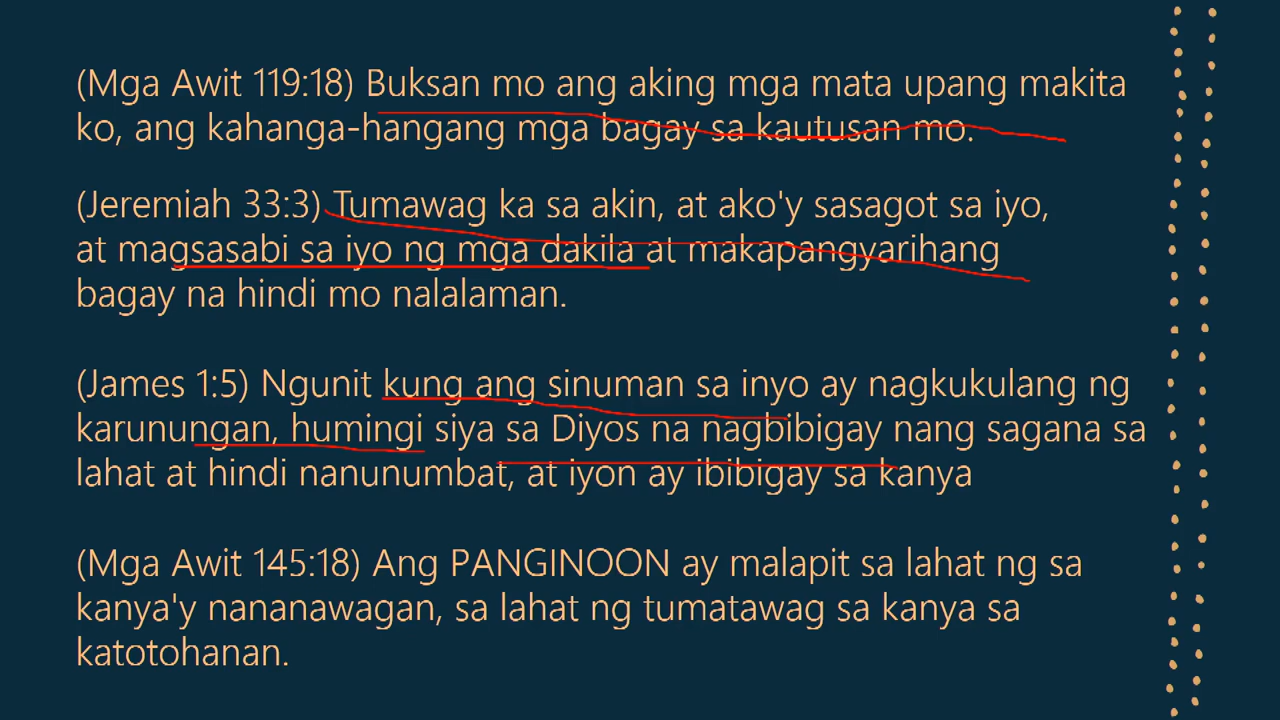 (Mga Awit 119:18) Buksan mo ang aking mga mata upang makita
ko, ang kahanga-hangang mga bagay sa kautusan mo.
(Jeremiah 33:3) Tumawag ka sa akin, at ako'y sasagot sa iyo,
at magsasabi sa iyo ng mga dakila at makapangyarihang
bagay na hindi mo nalalaman.
(James 1:5) Ngunit kung ang sinuman sa inyo ay nagkukulang ng
karunungan, humingi siya sa Diyos na nagbibigay nang sagana sa
lahat at hindi nanunumbat, at iyon ay ibibigay sa kanya
(Mga Awit 145:18) Ang PANGINOON ay malapit sa lahat ng sa
kanya'y nananawagan, sa lahat ng tumatawag sa kanya sa
katotohanan.